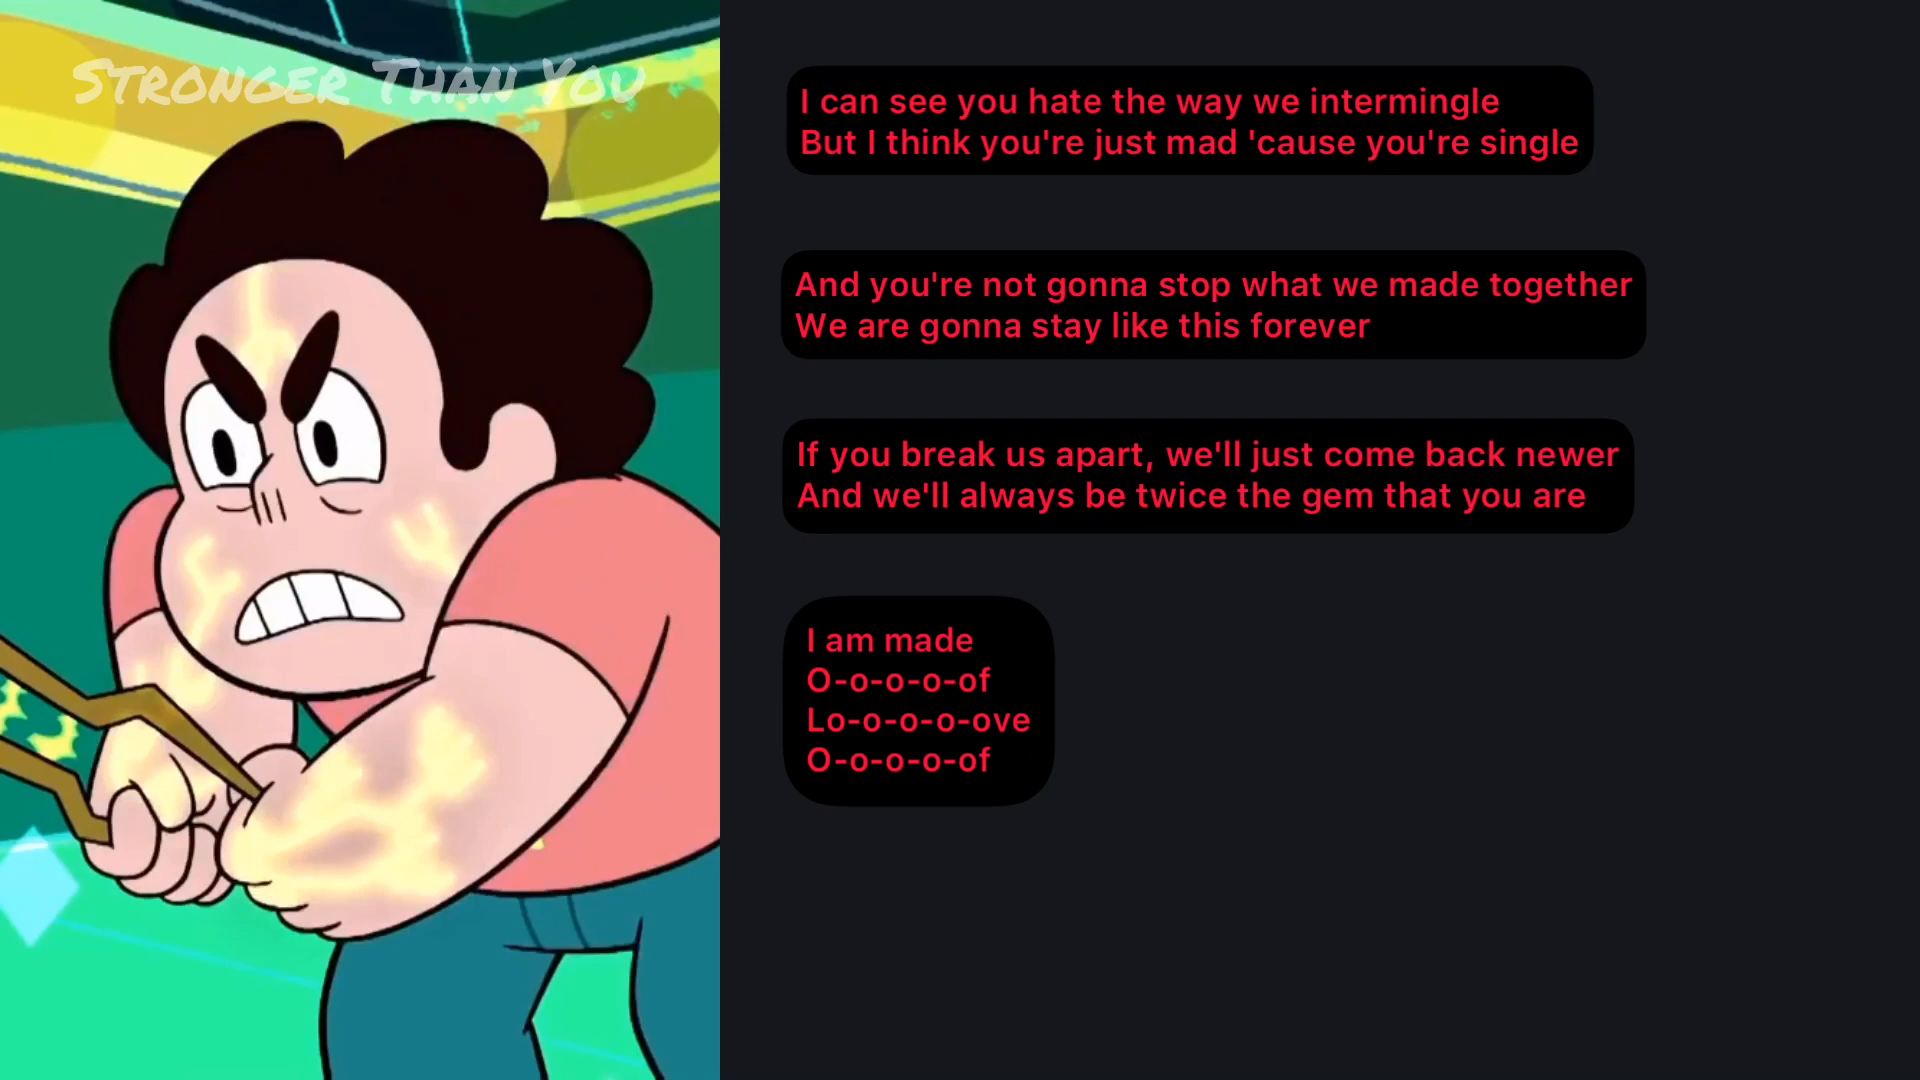 Stronger Than You
I can see you hate the way we intermingle
But I think you're just mad 'cause you're single
And you're not gonna stop what we made together
We are gonna stay like this forever
If you break us apart, we'll just come back newer
And we'll always be twice the gem that you are
I am made
O-o-o-o-of
Lo-o-o-o-ove
O-o-o-o-of